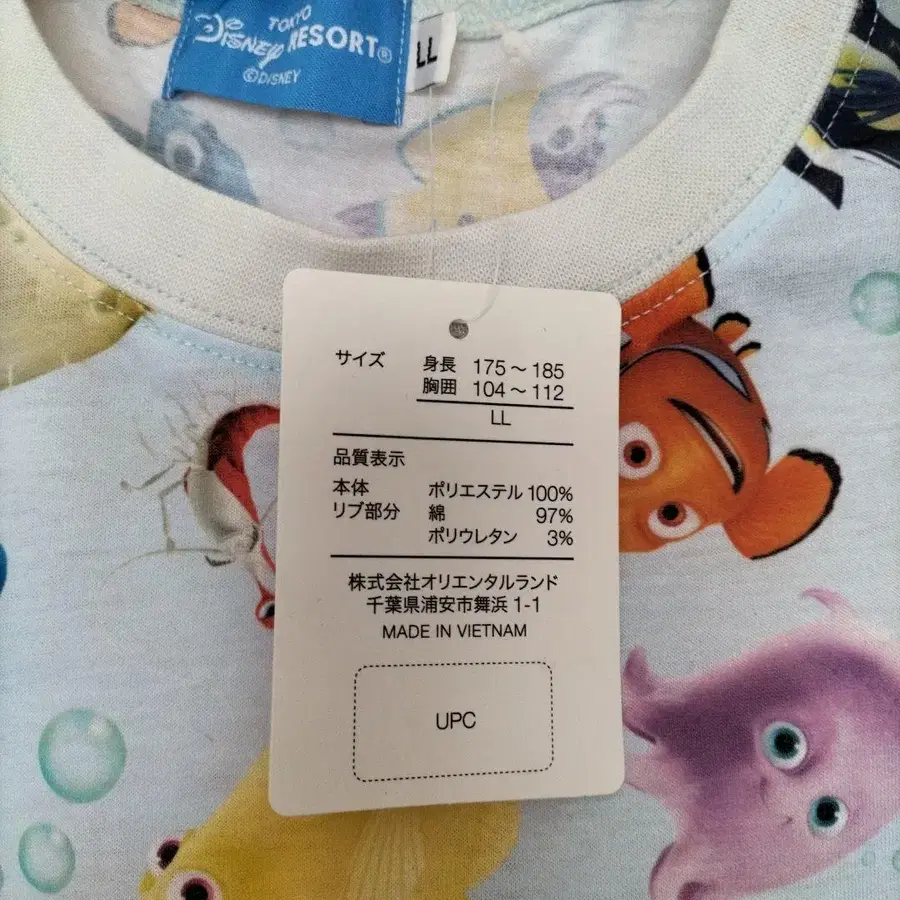 TOKYO
Disney RESORT®
©DISNEY
LL
サイズ 身長 175～185
胸囲 104～112
LL
品質表示
本体 ポリエステル 100%
リブ部分 綿 97%
ポリウレタン 3%
株式会社オリエンタルランド
千葉県浦安市舞浜 1-1
MADE IN VIETNAM
UPC